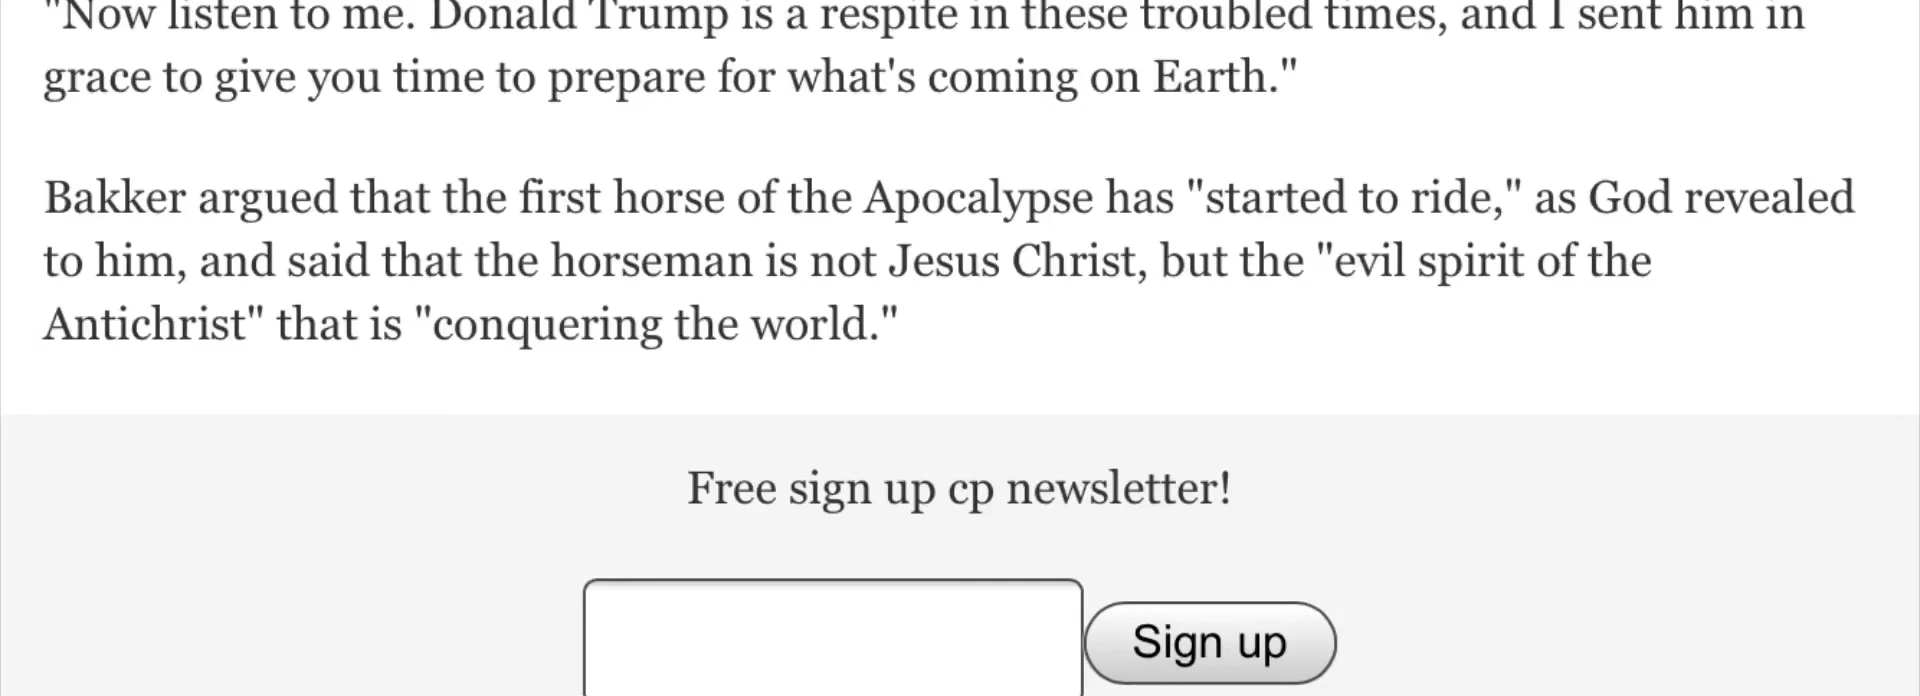 "Now listen to me. Donald Trump is a respite in these troubled times, and I sent him in
grace to give you time to prepare for what's coming on Earth."
Bakker argued that the first horse of the Apocalypse has "started to ride," as God revealed
to him, and said that the horseman is not Jesus Christ, but the "evil spirit of the
Antichrist" that is "conquering the world."
Free sign up cp newsletter!
Sign up